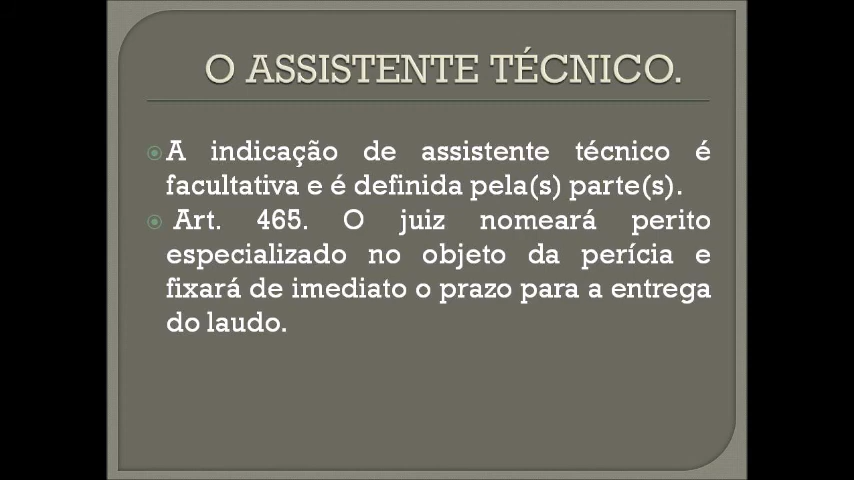 O ASSISTENTE TÉCNICO.
A indicação de assistente técnico é
facultativa e é definida pela(s) parte(s).
Art. 465. O juiz nomeará perito
especializado no objeto da perícia e
fixará de imediato o prazo para a entrega
do laudo.